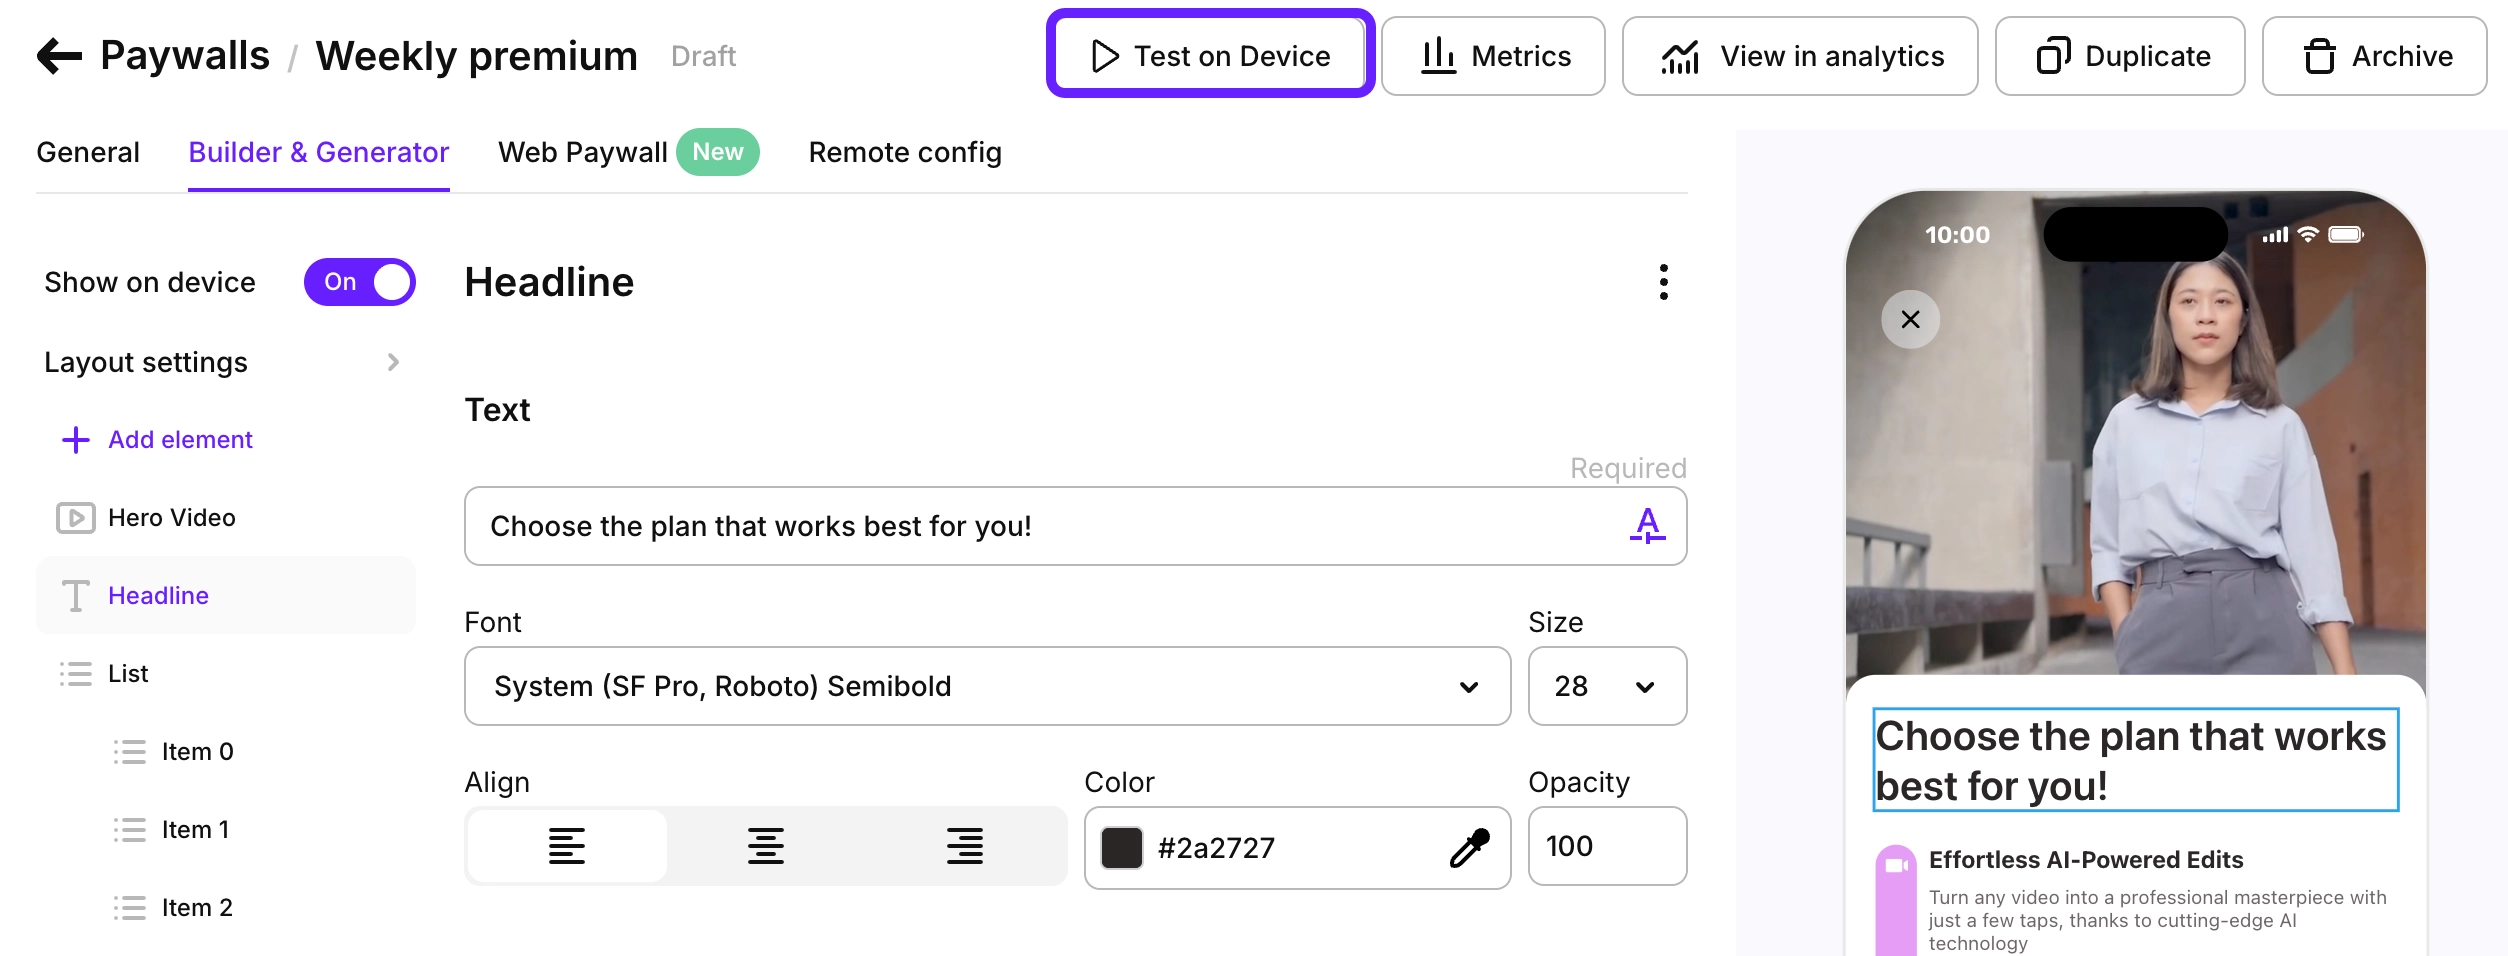 Paywalls / Weekly premium Draft
Test on Device
Metrics
View in analytics
Duplicate
Archive
General
Builder & Generator
Web Paywall New
Remote config
Show on device On
Layout settings
Add element
Hero Video
Headline
List
Item 0
Item 1
Item 2
Headline
Text
Required
Choose the plan that works best for you!
A
Font
System (SF Pro, Roboto) Semibold
Size
28
Align
Color
#2a2727
Opacity
100
10:00
Choose the plan that works
best for you!
Effortless AI-Powered Edits
Turn any video into a professional masterpiece with
just a few taps, thanks to cutting-edge AI
technology